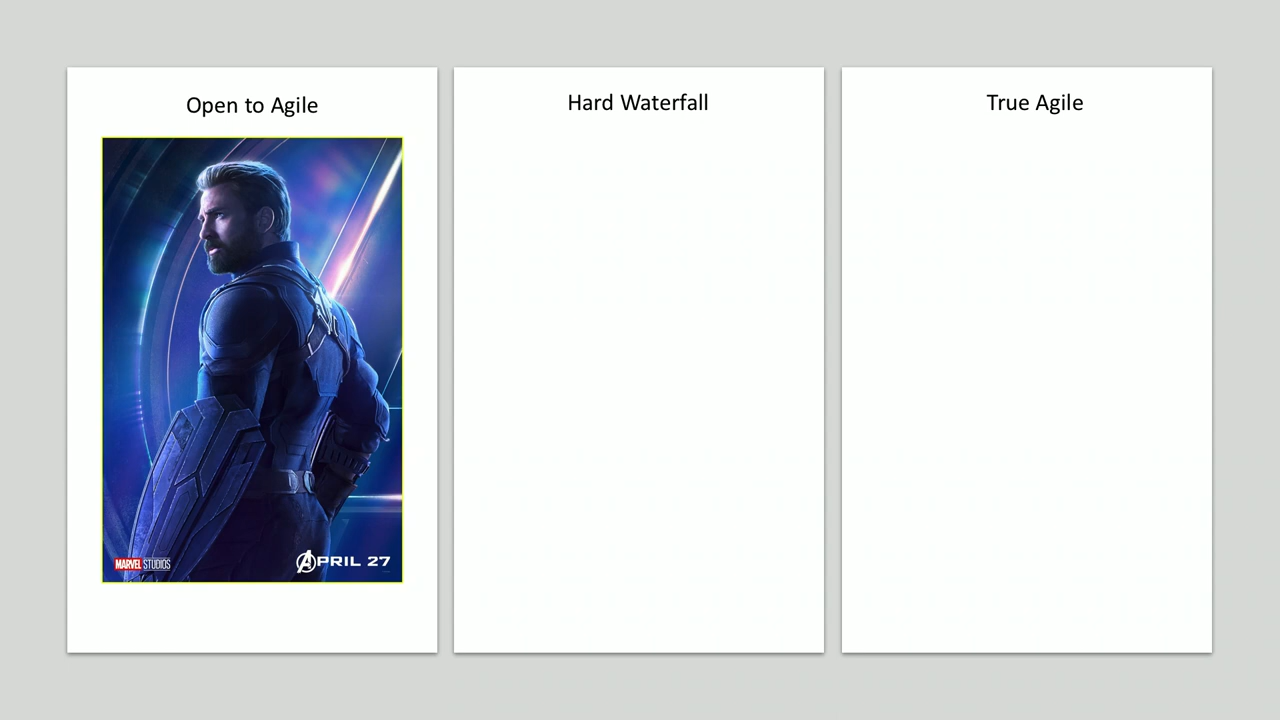 Open to Agile
Hard Waterfall
True Agile
MARVEL STUDIOS
APRIL 27